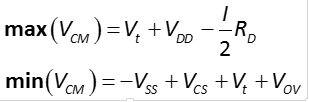 max(V_CM) = V_t + V_DD − I/2 R_D
min(V_CM) = −V_SS + V_CS + V_t + V_OV